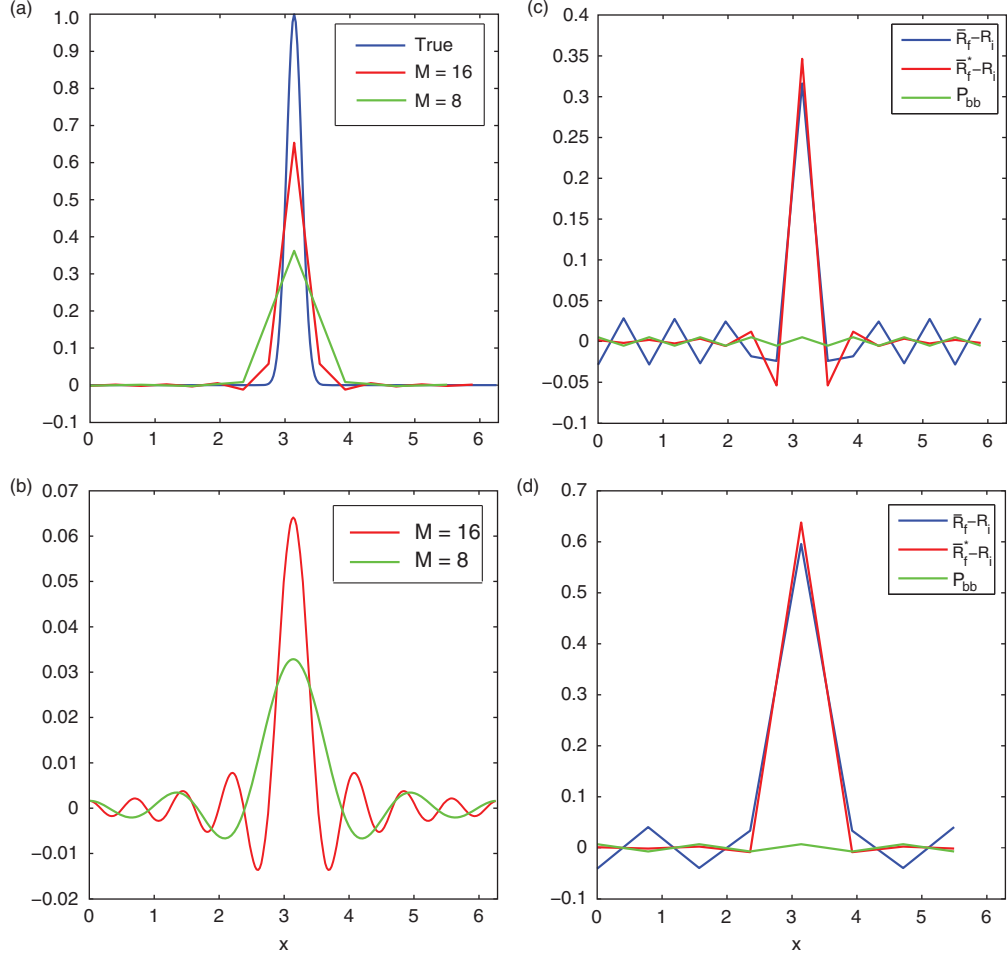 (a)
1.0
0.9
0.8
0.7
0.6
0.5
0.4
0.3
0.2
0.1
0
−0.1
0 1 2 3 4 5 6
True
M = 16
M = 8
(b)
0.07
0.06
0.05
0.04
0.03
0.02
0.01
0
−0.01
−0.02
0 1 2 3 4 5 6
x
M = 16
M = 8
(c)
0.4
0.35
0.3
0.25
0.2
0.15
0.1
0.05
0
−0.05
−0.1
0 1 2 3 4 5 6
R̄f−Ri
R̄f*−Ri
Pbb
(d)
0.7
0.6
0.5
0.4
0.3
0.2
0.1
0
−0.1
0 1 2 3 4 5 6
x
R̄f−Ri
R̄f*−Ri
Pbb